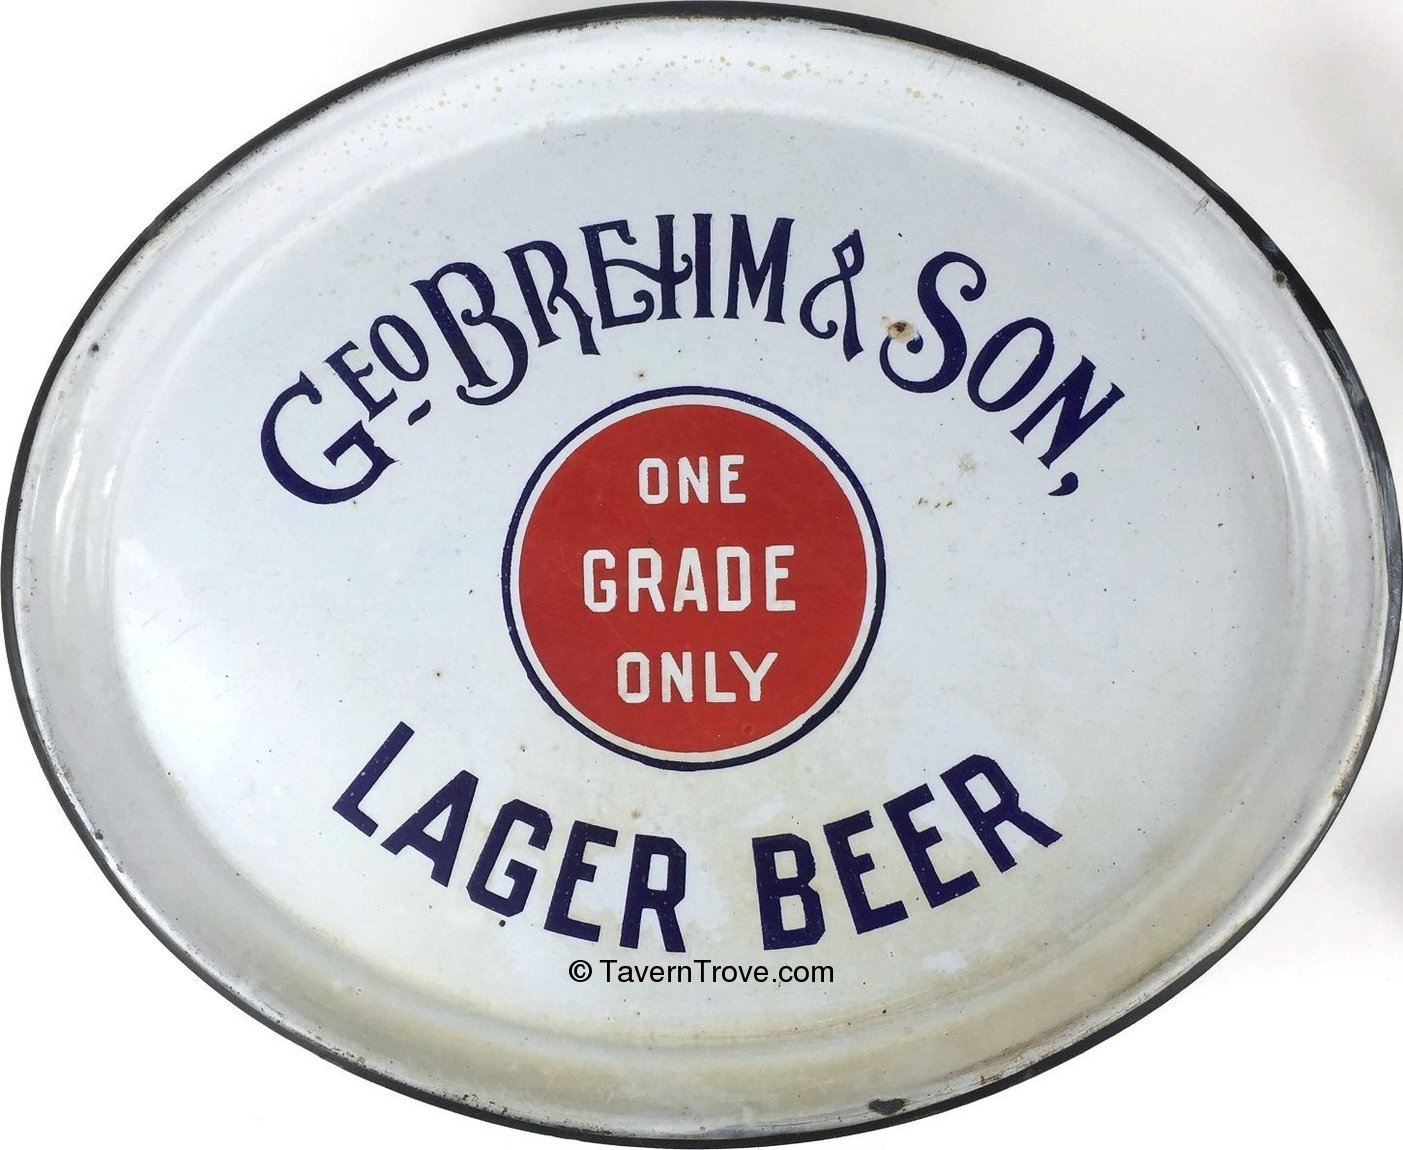 GEO BREHM & SON,
ONE
GRADE
ONLY
LAGER BEER
© TavernTrove.com